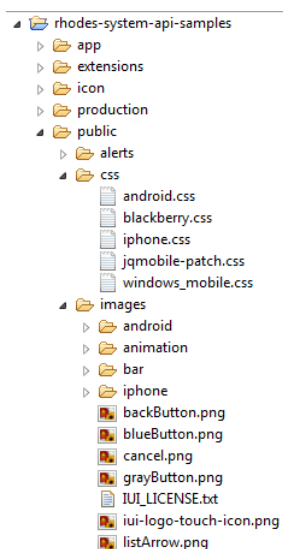 rhodes-system-api-samples
app
extensions
icon
production
public
alerts
css
android.css
blackberry.css
iphone.css
jqmobile-patch.css
windows_mobile.css
images
android
animation
bar
iphone
backButton.png
blueButton.png
cancel.png
grayButton.png
IUI_LICENSE.txt
iui-logo-touch-icon.png
listArrow.png